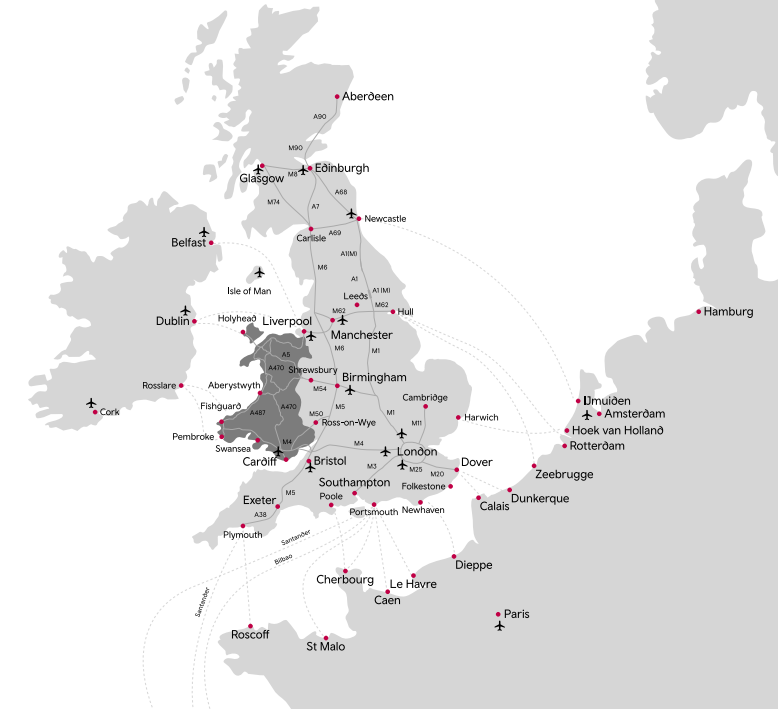 Aberdeen
A90
M90
Edinburgh
Glasgow
M8
A68
M74
A7
Newcastle
Carlisle
A69
Belfast
A1(M)
M6
A1
Isle of Man
A1(M)
Leeds
M62
Hull
M62
Dublin
Holyhead
Liverpool
Manchester
Hamburg
M6
M1
A5
A470
Shrewsbury
Birmingham
Rosslare
Aberystwyth
M54
Cambridge
IJmuiden
Fishguard
A487
A470
M5
M50
M1
Harwich
Amsterdam
Cork
Ross-on-Wye
M11
Hoek van Holland
Pembroke
M4
M4
Rotterdam
Swansea
London
Cardiff
Bristol
M3
M25
M20
Dover
Zeebrugge
Southampton
Folkestone
M5
Poole
Dunkerque
Exeter
Portsmouth
Newhaven
Calais
A38
Plymouth
Santander
Bilbao
Dieppe
Cherbourg
Le Havre
Santander
Caen
Paris
Roscoff
St Malo